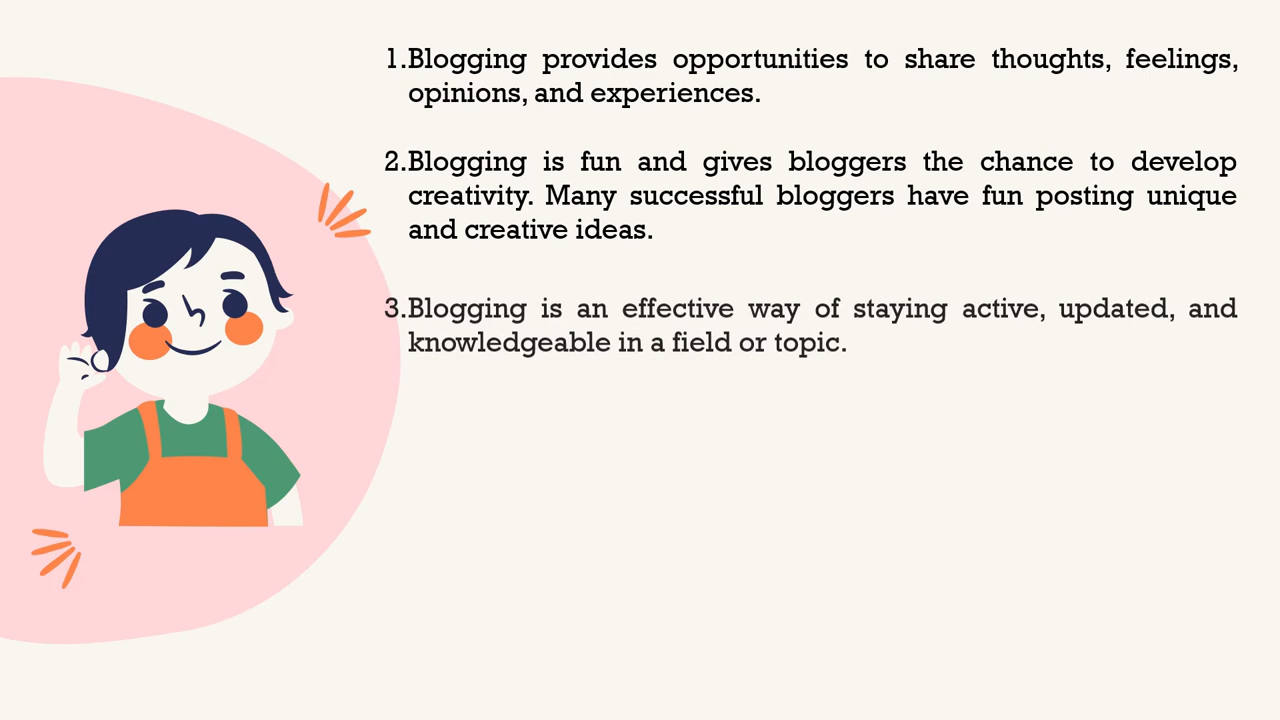 1.Blogging provides opportunities to share thoughts, feelings,
opinions, and experiences.
2.Blogging is fun and gives bloggers the chance to develop
creativity. Many successful bloggers have fun posting unique
and creative ideas.
3.Blogging is an effective way of staying active, updated, and
knowledgeable in a field or topic.